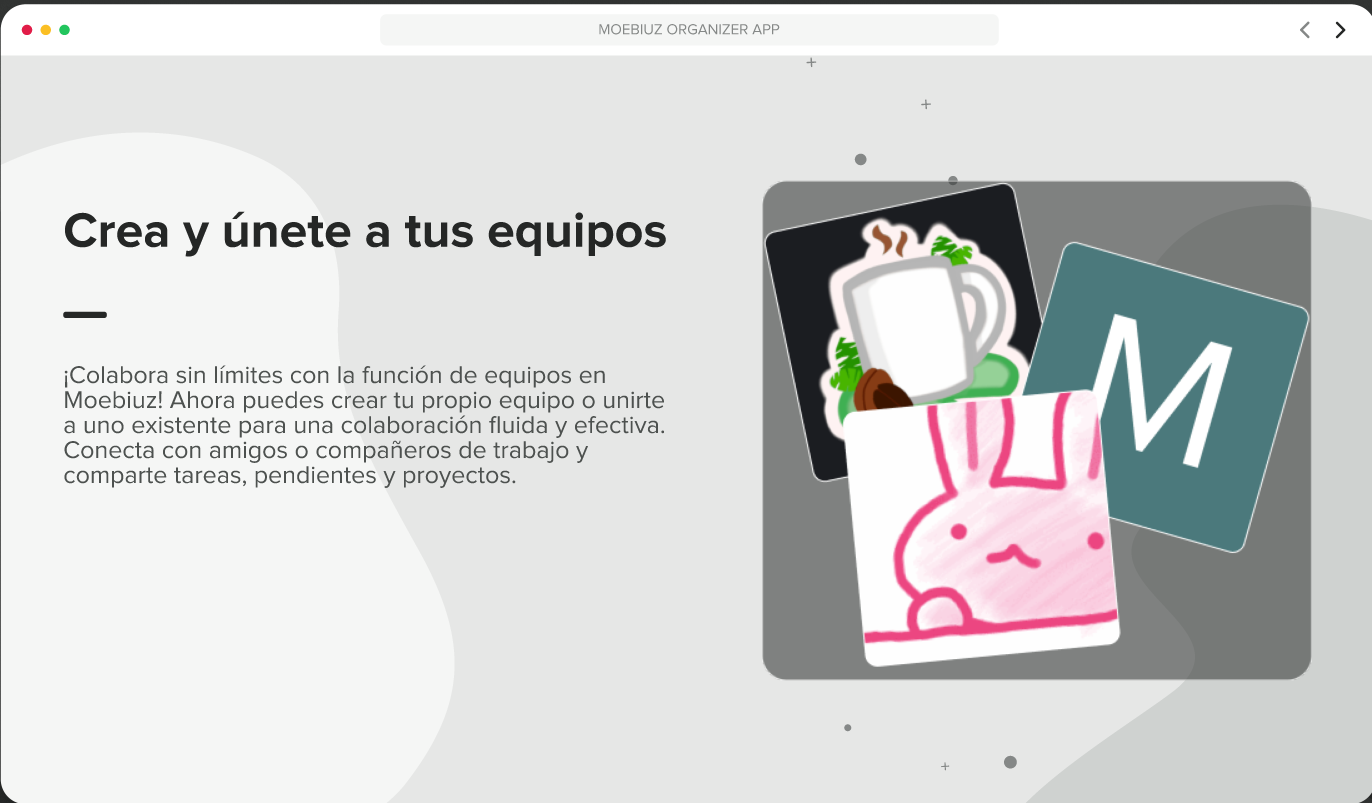 MOEBIUZ ORGANIZER APP
Crea y únete a tus equipos
¡Colabora sin límites con la función de equipos en
Moebiuz! Ahora puedes crear tu propio equipo o unirte
a uno existente para una colaboración fluida y efectiva.
Conecta con amigos o compañeros de trabajo y
comparte tareas, pendientes y proyectos.
M